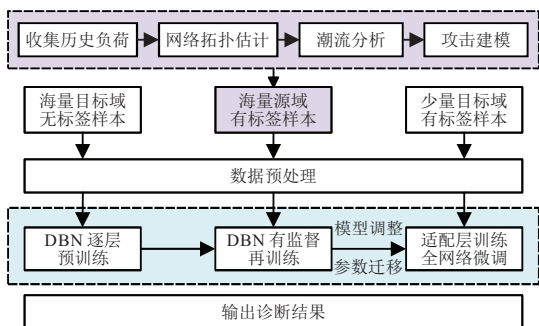 收集历史负荷
网络拓扑估计
潮流分析
攻击建模
海量目标域
无标签样本
海量源域
有标签样本
少量目标域
有标签样本
数据预处理
DBN 逐层
预训练
DBN 有监督
再训练
模型调整
参数迁移
适配层训练
全网络微调
输出诊断结果